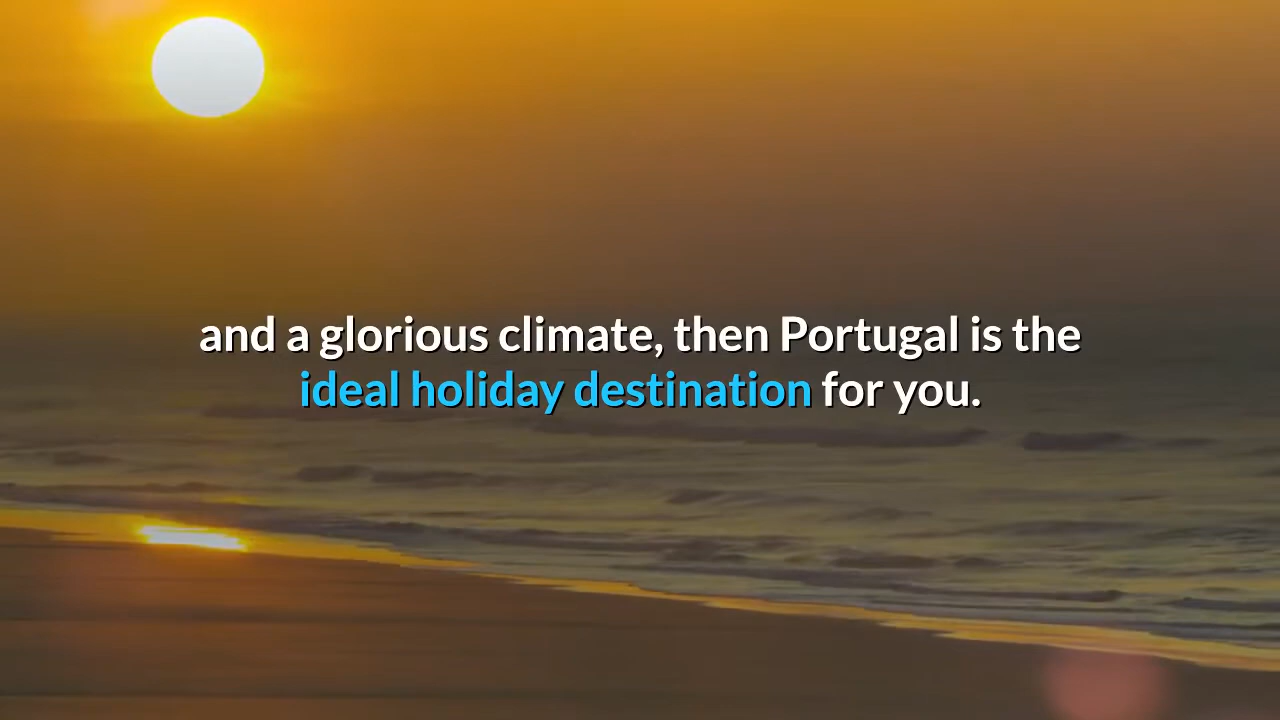 and a glorious climate, then Portugal is the
ideal holiday destination for you.